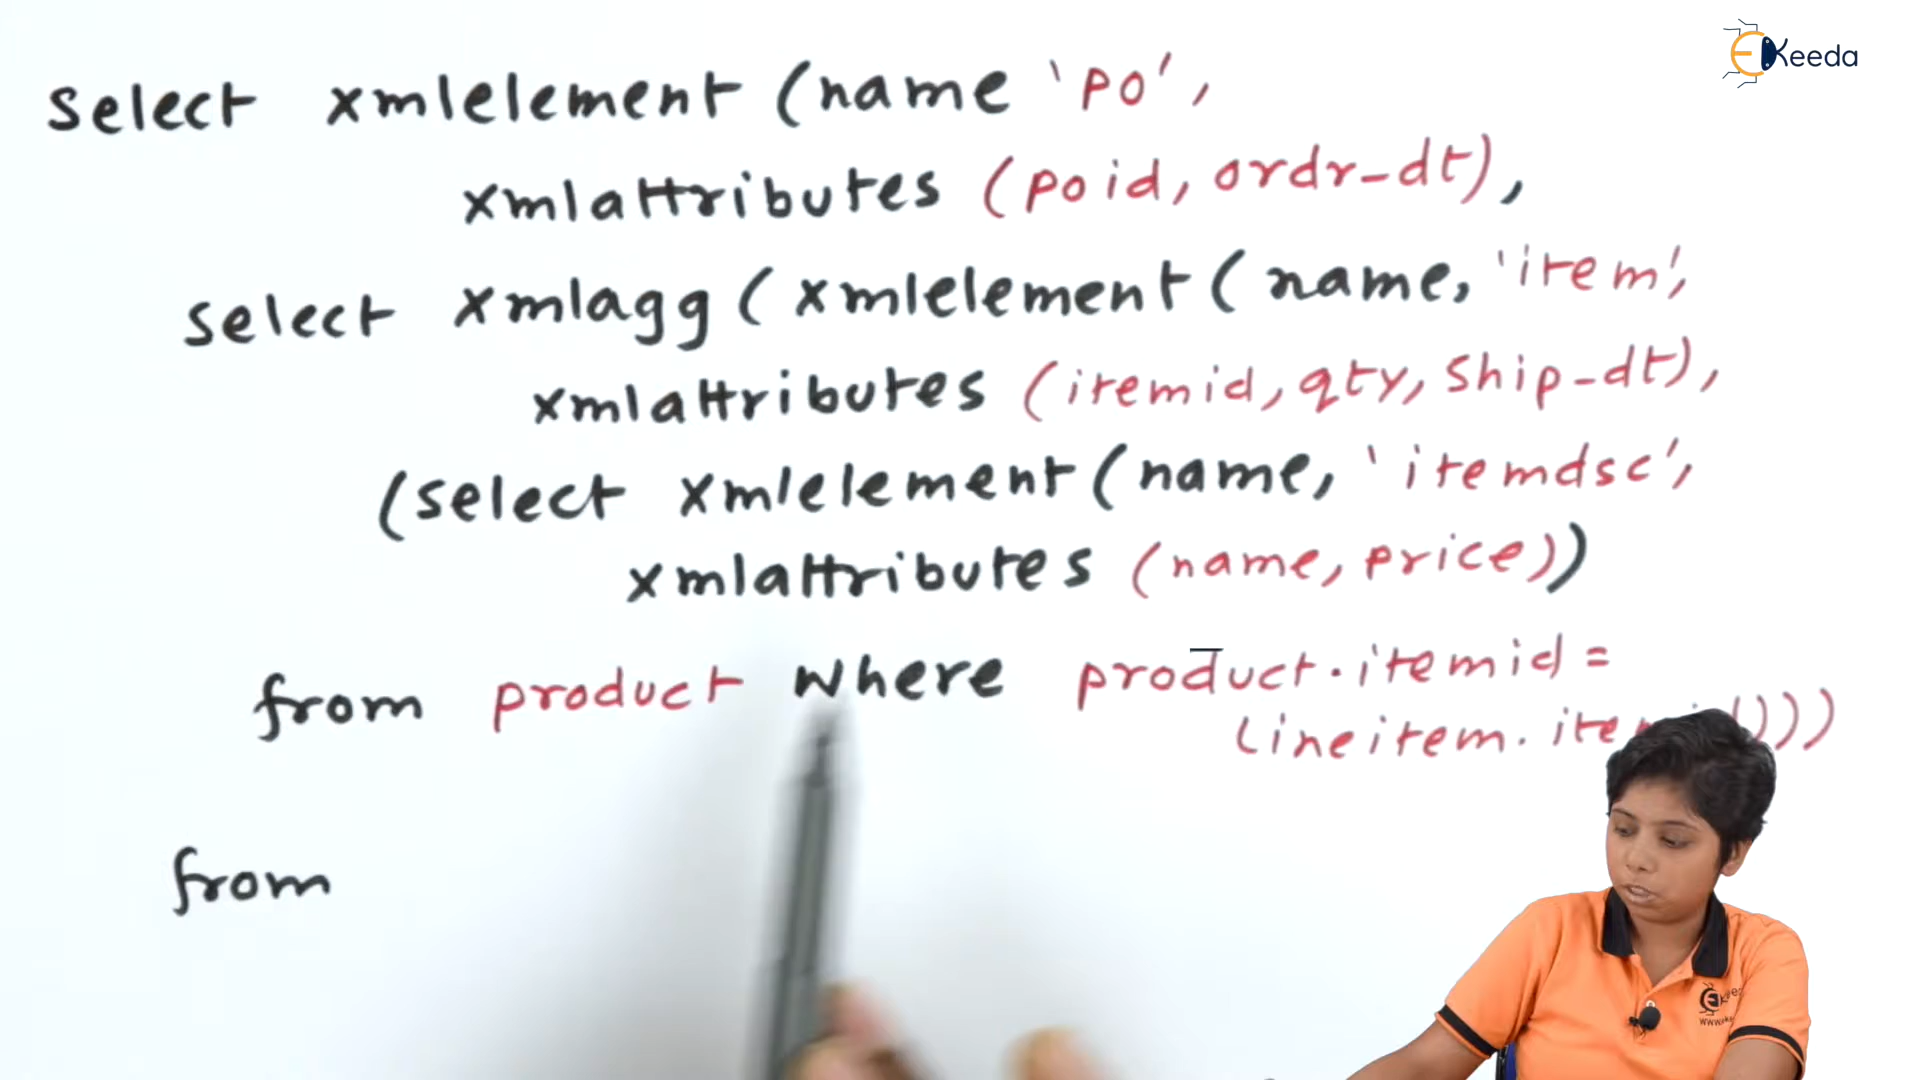 EKeeda
select xmlelement (name 'po',
xmlattributes (poid, ordr-dt),
select xmlagg (xmlelement (name, 'item',
xmlattributes (itemid, qty, ship-dt),
(select xmlelement (name, 'itemdsc',
xmlattributes (name, price))
from product where product.itemid =
lineitem.
from